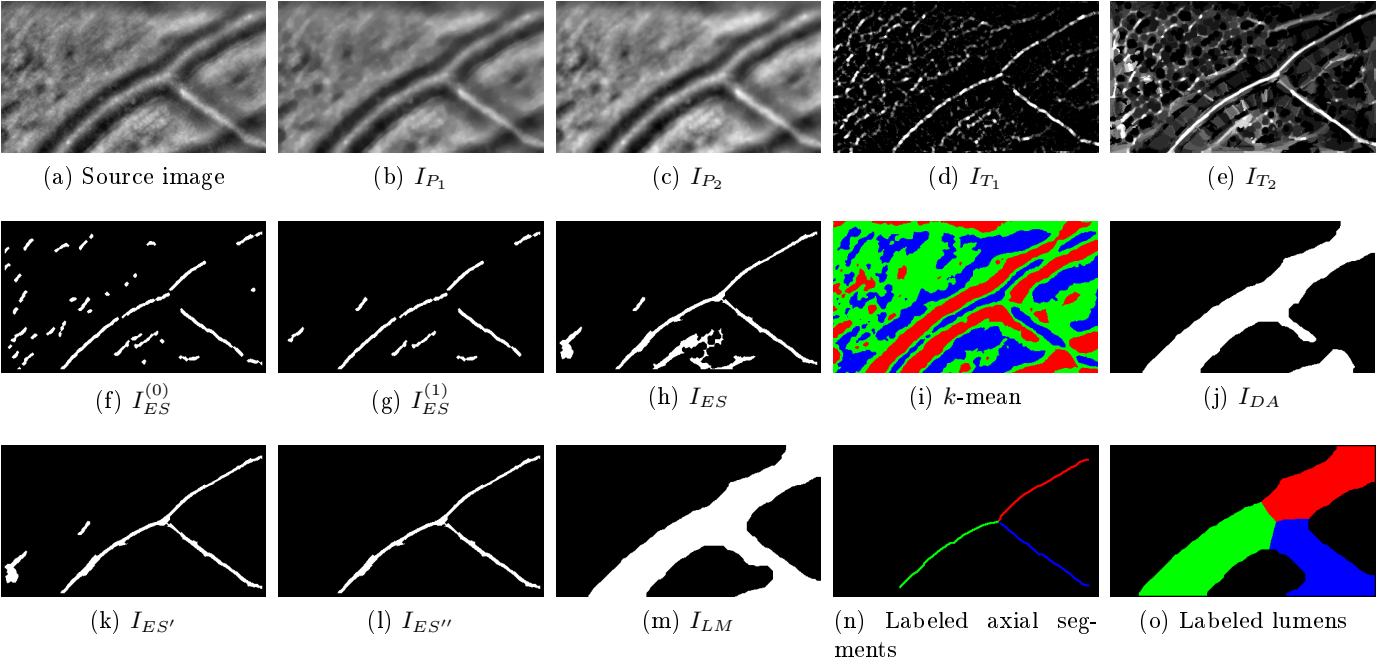 (a) Source image
(b) I_{P_1}
(c) I_{P_2}
(d) I_{T_1}
(e) I_{T_2}
(f) I_{ES}^{(0)}
(g) I_{ES}^{(1)}
(h) I_{ES}
(i) k-mean
(j) I_{DA}
(k) I_{ES'}
(l) I_{ES''}
(m) I_{LM}
(n) Labeled axial seg-
ments
(o) Labeled lumens